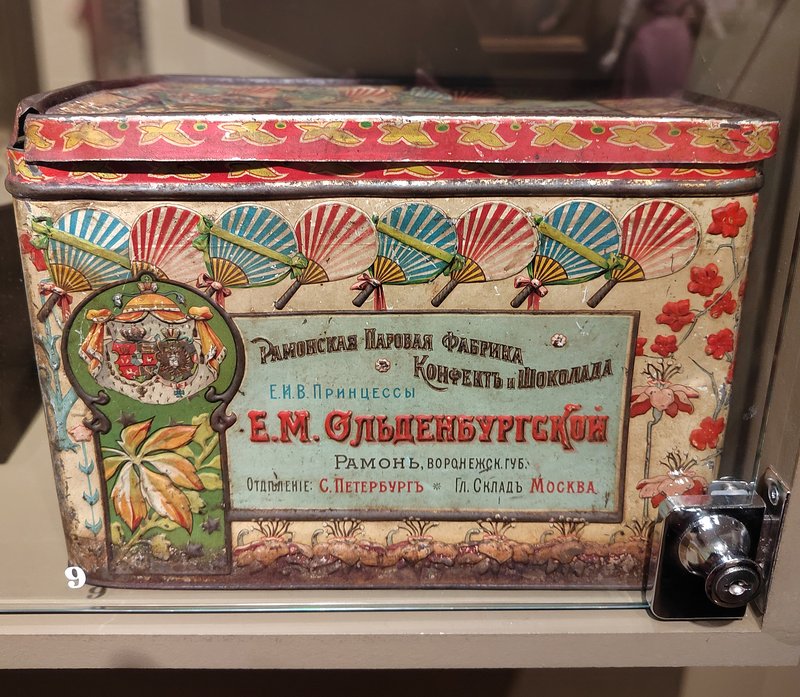 Рамонская Паровая Фабрика
Конфектъ и Шоколада
Е.И.В. Принцессы
Е.М. Ольденбургской
Рамонь, Воронежск. губ.
Отдѣленіе: С.Петербургъ * Гл. Складъ Москва
9